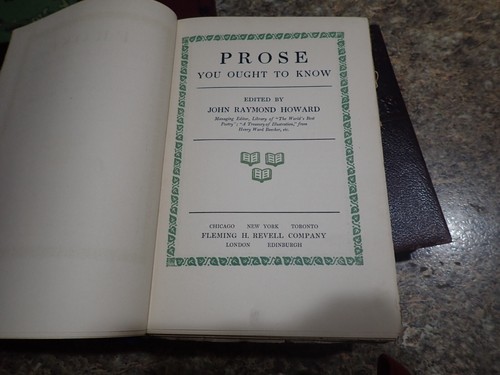 PROSE
YOU OUGHT TO KNOW
EDITED BY
JOHN RAYMOND HOWARD
Managing Editor, Library of "The World's Best
Poetry"; "A Treasury of Illustration," from
Henry Ward Beecher, etc.
CHICAGO NEW YORK TORONTO
FLEMING H. REVELL COMPANY
LONDON EDINBURGH